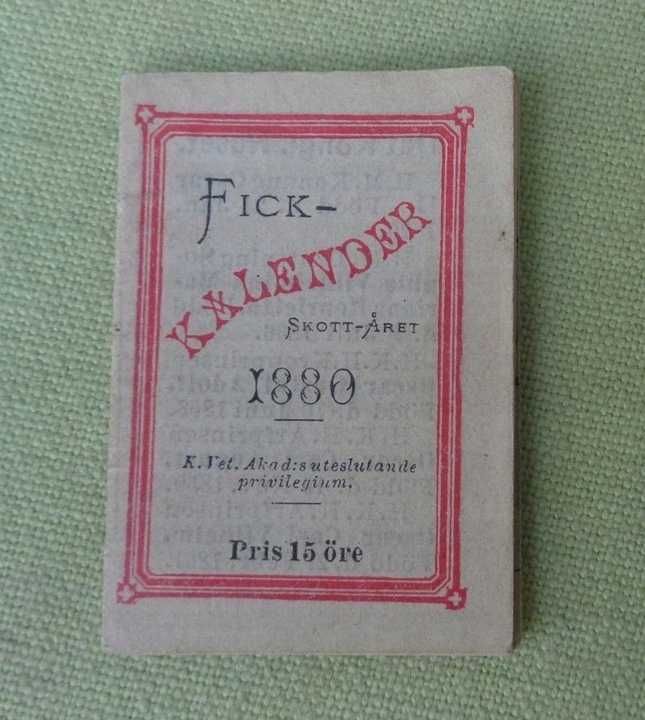 FICK-
KALENDER
SKOTT-ÅRET
1880
K. Vet. Akad:s uteslutande
privilegium.
Pris 15 öre